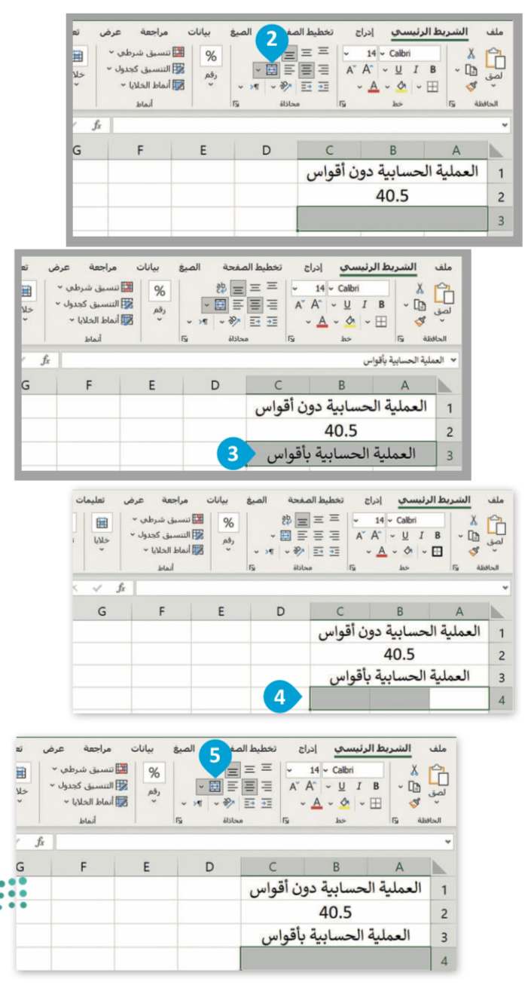 ملف الشريط الرئيسي إدراج تخطيط الصف الصيغ بيانات مراجعة عرض تع
2
14 Calibri % تنسيق شرطي
لصق B I U A A رقم التنسيق كجدول خلا
A أنماط الخلايا
الحافظة خط محاذاة أنماط
fx
A B C D E F G
1 العملية الحسابية دون أقواس
2 40.5
3
ملف الشريط الرئيسي إدراج تخطيط الصفحة الصيغ بيانات مراجعة عرض تع
14 Calibri ab % تنسيق شرطي
لصق B I U A A رقم التنسيق كجدول خلا
A أنماط الخلايا
الحافظة خط محاذاة أنماط
العملية الحسابية بأقواس fx
A B C D E F G
1 العملية الحسابية دون أقواس
2 40.5
3 العملية الحسابية بأقواس 3
ملف الشريط الرئيسي إدراج تخطيط الصفحة الصيغ بيانات مراجعة عرض تعليمات
14 Calibri ab % تنسيق شرطي
لصق B I U A A رقم التنسيق كجدول خلايا
A أنماط الخلايا
الحافظة خط محاذاة أنماط
fx
A B C D E F G
1 العملية الحسابية دون أقواس
2 40.5
3 العملية الحسابية بأقواس
4 4
ملف الشريط الرئيسي إدراج تخطيط الصف الصيغ بيانات مراجعة عرض تع
5
14 Calibri % تنسيق شرطي
لصق B I U A A رقم التنسيق كجدول خلا
A أنماط الخلايا
الحافظة خط محاذاة أنماط
fx
A B C D E F G
1 العملية الحسابية دون أقواس
2 40.5
3 العملية الحسابية بأقواس
4